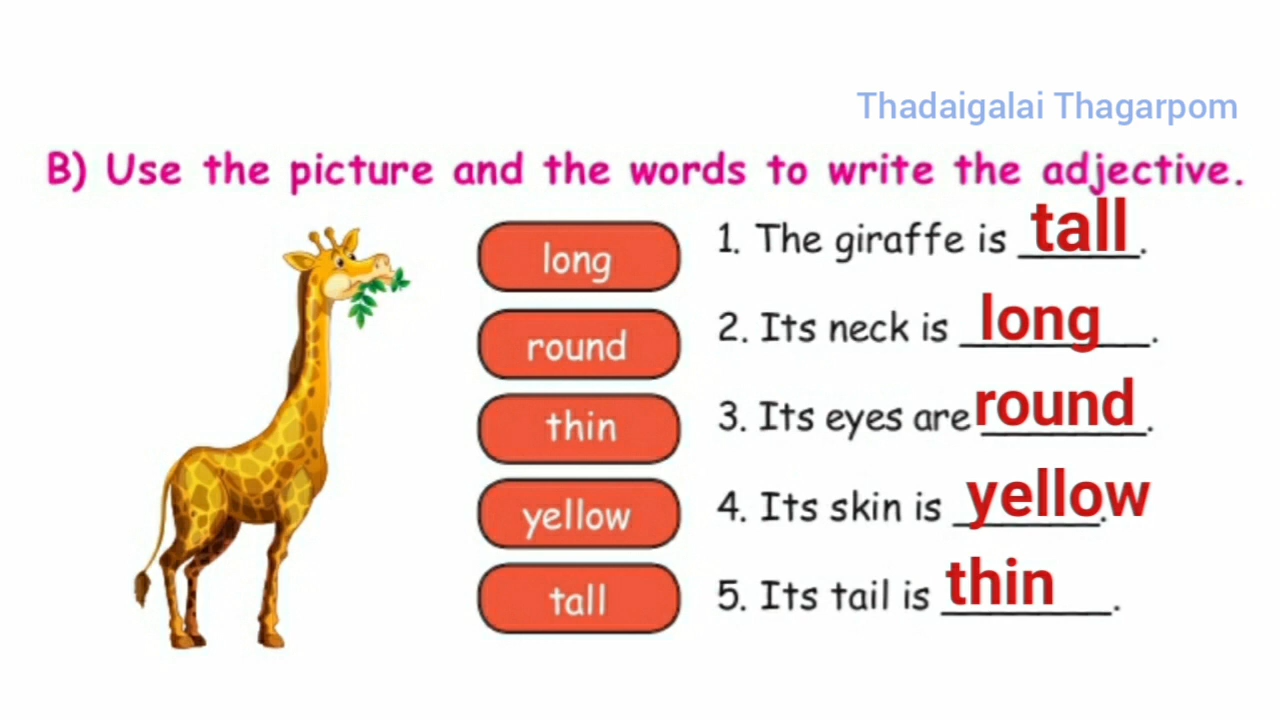 Thadaigalai Thagarpom
B) Use the picture and the words to write the adjective.
long
round
thin
yellow
tall
1. The giraffe is tall.
2. Its neck is long.
3. Its eyes are round.
4. Its skin is yellow.
5. Its tail is thin.